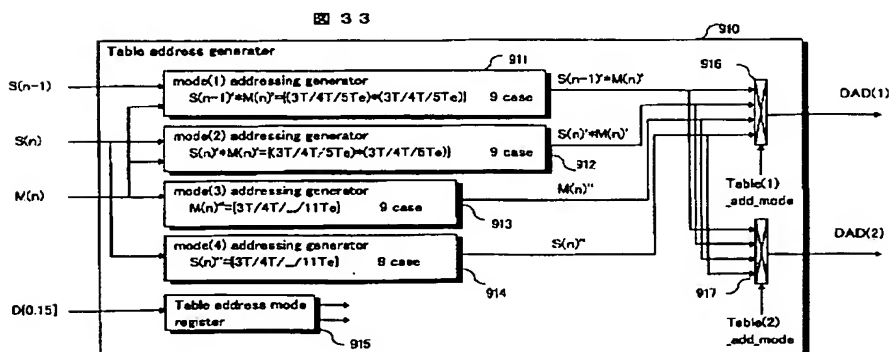 図 33
910
Table address generator
911
S(n-1)
mode(1) addressing generator
S(n-1)'*M(n)'=[(3T/4T/5Te)*(3T/4T/5Te)] 9 case
S(n-1)'*M(n)'
916
DAD(1)
S(n)
mode(2) addressing generator
S(n)'*M(n)'=[(3T/4T/5Te)*(3T/4T/5Te)] 9 case
S(n)'*M(n)'
912
M(n)
mode(3) addressing generator
M(n)"=[3T/4T/…/11Te] 9 case
M(n)"
913
Table(1)
_add_mode
mode(4) addressing generator
S(n)"=[3T/4T/…/11Te] 9 case
S(n)"
914
DAD(2)
917
D[0.15]
Table address mode
register
915
Table(2)
_add_mode